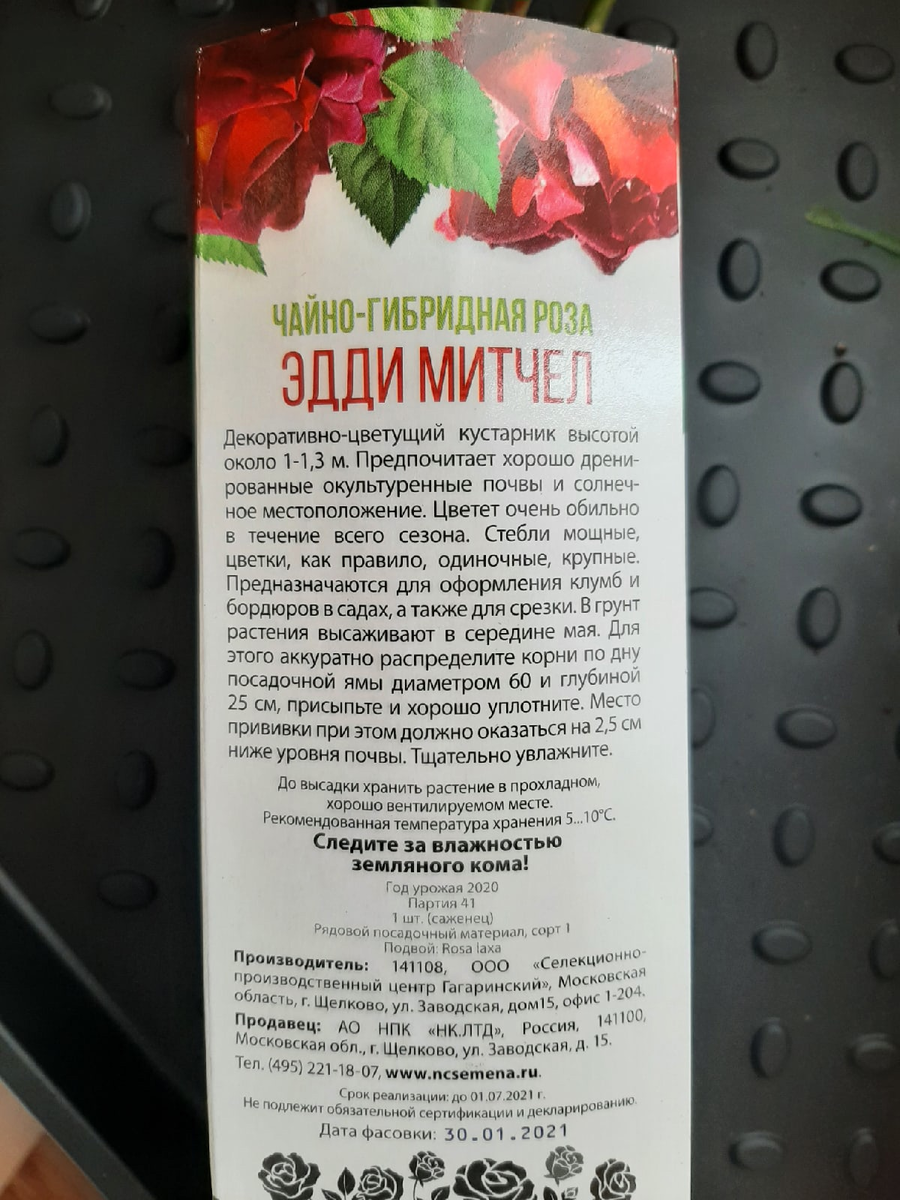 ЧАЙНО-ГИБРИДНАЯ РОЗА
ЭДДИ МИТЧЕЛ
Декоративно-цветущий кустарник высотой
около 1-1,3 м. Предпочитает хорошо дрени-
рованные окультуренные почвы и солнеч-
ное местоположение. Цветет очень обильно
в течение всего сезона. Стебли мощные,
цветки, как правило, одиночные, крупные.
Предназначаются для оформления клумб и
бордюров в садах, а также для срезки. В грунт
растения высаживают в середине мая. Для
этого аккуратно распределите корни по дну
посадочной ямы диаметром 60 и глубиной
25 см, присыпьте и хорошо уплотните. Место
прививки при этом должно оказаться на 2,5 см
ниже уровня почвы. Тщательно увлажните.
До высадки хранить растение в прохладном,
хорошо вентилируемом месте.
Рекомендованная температура хранения 5...10°С.
Следите за влажностью
земляного кома!
Год урожая 2020
Партия 41
1 шт. (саженец)
Рядовой посадочный материал, сорт 1
Подвой: Rosa laxa
Производитель: 141108, ООО «Селекционно-
производственный центр Гагаринский», Московская
область, г. Щелково, ул. Заводская, дом15, офис 1-204.
Продавец: АО НПК «НК.ЛТД», Россия, 141100,
Московская обл., г. Щелково, ул. Заводская, д. 15.
Тел. (495) 221-18-07, www.ncsemena.ru.
Срок реализации: до 01.07.2021 г.
Не подлежит обязательной сертификации и декларированию.
Дата фасовки: 30.01.2021